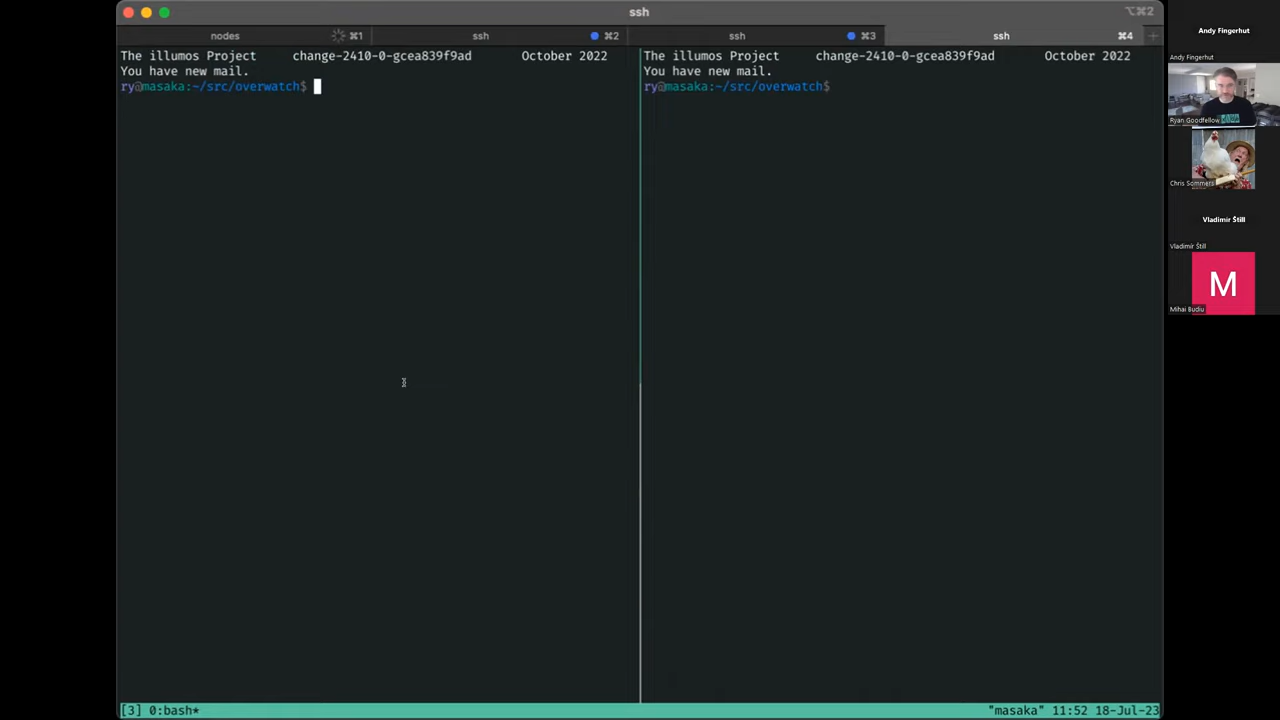 ssh
⌥⌘2
nodes ⌘1
ssh ⌘2
ssh ⌘3
ssh ⌘4
The illumos Project change-2410-0-gcea839f9ad October 2022
You have new mail.
ry@masaka:~/src/overwatch$
The illumos Project change-2410-0-gcea839f9ad October 2022
You have new mail.
ry@masaka:~/src/overwatch$
[3] 0:bash*
"masaka" 11:52 18-Jul-23
Andy Fingerhut
Andy Fingerhut
Ryan Goodfellow
Chris Sommers
Vladimír Štill
Vladimír Štill
M
Mihai Budiu